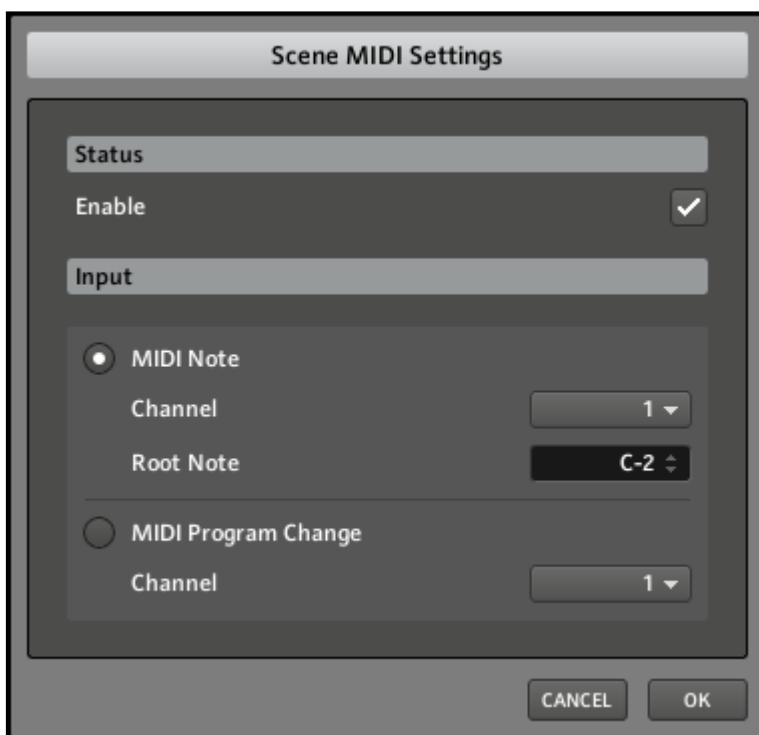 Scene MIDI Settings
Status
Enable
Input
MIDI Note
Channel 1
Root Note C-2
MIDI Program Change
Channel 1
CANCEL OK